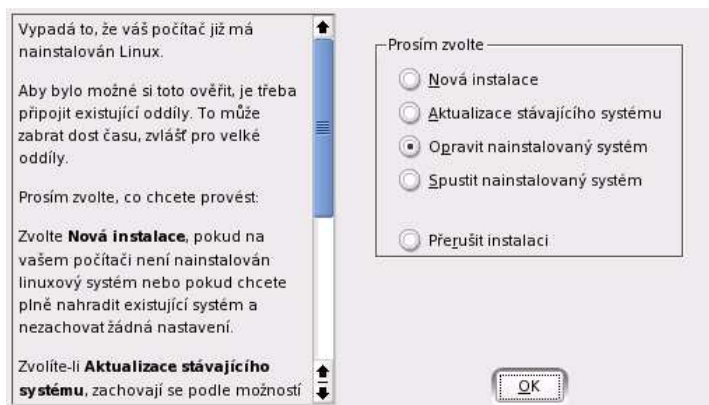 Vypadá to, že váš počítač již má
nainstalován Linux.
Aby bylo možné si toto ověřit, je třeba
připojit existující oddíly. To může
zabrat dost času, zvlášť pro velké
oddíly.
Prosím zvolte, co chcete provést:
Zvolte Nová instalace, pokud na
vašem počítači není nainstalován
linuxový systém nebo pokud chcete
plně nahradit existující systém a
nezachovat žádná nastavení.
Zvolíte-li Aktualizace stávajícího
systému, zachovají se podle možností
Prosím zvolte
Nová instalace
Aktualizace stávajícího systému
Opravit nainstalovaný systém
Spustit nainstalovaný systém
Přerušit instalaci
OK